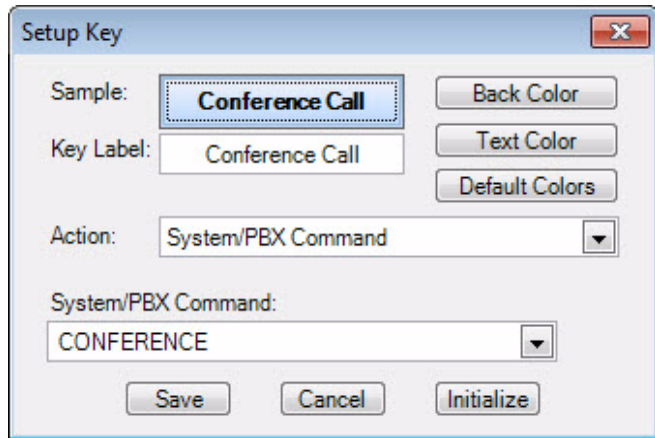 Setup Key
Sample: Conference Call Back Color
Key Label: Conference Call Text Color
Default Colors
Action: System/PBX Command
System/PBX Command:
CONFERENCE
Save Cancel Initialize